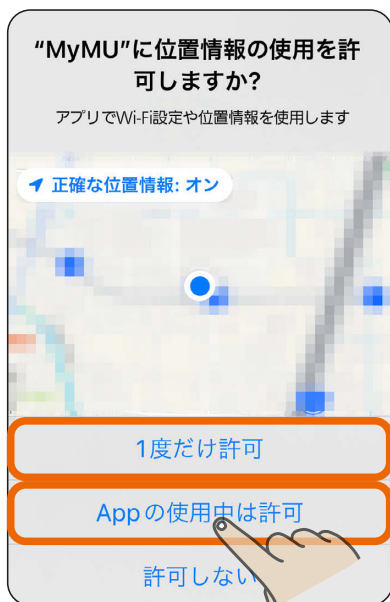 “MyMU”に位置情報の使用を許
可しますか?
アプリでWi-Fi設定や位置情報を使用します
正確な位置情報: オン
1度だけ許可
Appの使用中は許可
許可しない